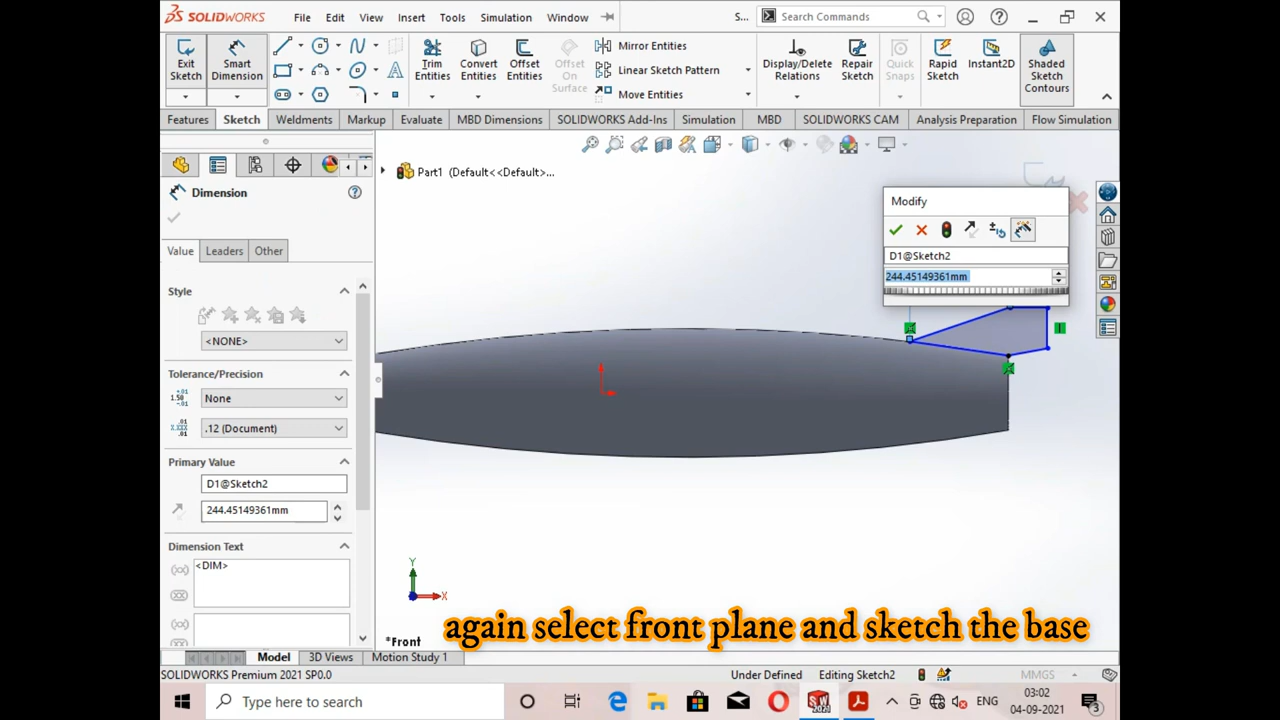 SOLIDWORKS File Edit View Insert Tools Simulation Window S... Search Commands
Exit Sketch
Smart Dimension
Trim Entities
Convert Entities
Offset Entities
Offset On Surface
Mirror Entities
Linear Sketch Pattern
Move Entities
Display/Delete Relations
Repair Sketch
Quick Snaps
Rapid Sketch
Instant2D
Shaded Sketch Contours
Features Sketch Weldments Markup Evaluate MBD Dimensions SOLIDWORKS Add-Ins Simulation MBD SOLIDWORKS CAM Analysis Preparation Flow Simulation
Part1 (Default<<Default>...
Dimension
Value Leaders Other
Style
<NONE>
Tolerance/Precision
None
.12 (Document)
Primary Value
D1@Sketch2
244.45149361mm
Dimension Text
<DIM>
Modify
D1@Sketch2
244.45149361mm
Y
X
*Front
again select front plane and sketch the base
Model 3D Views Motion Study 1
SOLIDWORKS Premium 2021 SP0.0 Under Defined Editing Sketch2 MMGS
Type here to search
ENG
03:02
04-09-2021
3